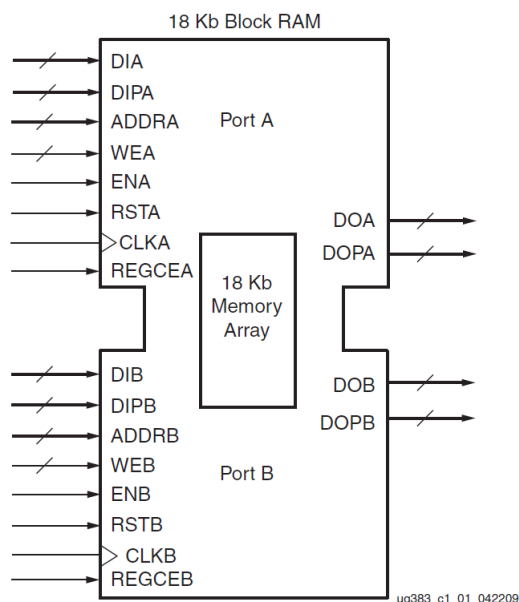 18 Kb Block RAM
DIA
DIPA
ADDRA
Port A
WEA
ENA
RSTA
DOA
CLKA
DOPA
REGCEA
18 Kb
Memory
Array
DIB
DOB
DIPB
DOPB
ADDRB
WEB
Port B
ENB
RSTB
CLKB
REGCEB
ug383_c1_01_042209